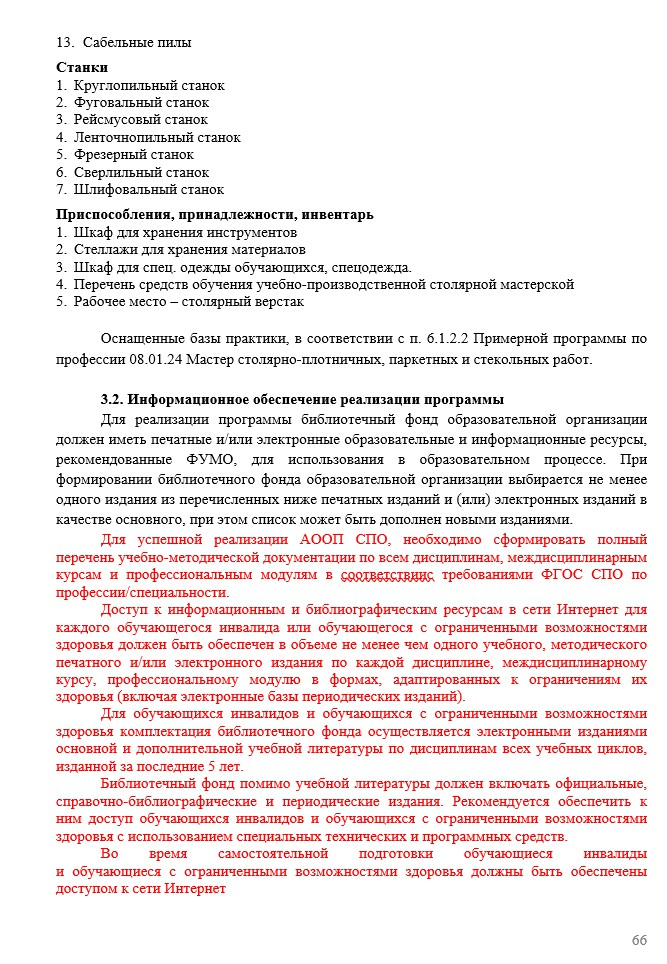 13. Сабельные пилы
Станки
1. Круглопильный станок
2. Фуговальный станок
3. Рейсмусовый станок
4. Ленточнопильный станок
5. Фрезерный станок
6. Сверлильный станок
7. Шлифовальный станок
Приспособления, принадлежности, инвентарь
1. Шкаф для хранения инструментов
2. Стеллажи для хранения материалов
3. Шкаф для спец. одежды обучающихся, спецодежда.
4. Перечень средств обучения учебно-производственной столярной мастерской
5. Рабочее место – столярный верстак
Оснащенные базы практики, в соответствии с п. 6.1.2.2 Примерной программы по
профессии 08.01.24 Мастер столярно-плотничных, паркетных и стекольных работ.
3.2. Информационное обеспечение реализации программы
Для реализации программы библиотечный фонд образовательной организации
должен иметь печатные и/или электронные образовательные и информационные ресурсы,
рекомендованные ФУМО, для использования в образовательном процессе. При
формировании библиотечного фонда образовательной организации выбирается не менее
одного издания из перечисленных ниже печатных изданий и (или) электронных изданий в
качестве основного, при этом список может быть дополнен новыми изданиями.
Для успешной реализации АООП СПО, необходимо сформировать полный
перечень учебно-методической документации по всем дисциплинам, междисциплинарным
курсам и профессиональным модулям в соответствиис требованиями ФГОС СПО по
профессии/специальности.
Доступ к информационным и библиографическим ресурсам в сети Интернет для
каждого обучающегося инвалида или обучающегося с ограниченными возможностями
здоровья должен быть обеспечен в объеме не менее чем одного учебного, методического
печатного и/или электронного издания по каждой дисциплине, междисциплинарному
курсу, профессиональному модулю в формах, адаптированных к ограничениям их
здоровья (включая электронные базы периодических изданий).
Для обучающихся инвалидов и обучающихся с ограниченными возможностями
здоровья комплектация библиотечного фонда осуществляется электронными изданиями
основной и дополнительной учебной литературы по дисциплинам всех учебных циклов,
изданной за последние 5 лет.
Библиотечный фонд помимо учебной литературы должен включать официальные,
справочно-библиографические и периодические издания. Рекомендуется обеспечить к
ним доступ обучающихся инвалидов и обучающихся с ограниченными возможностями
здоровья с использованием специальных технических и программных средств.
Во время самостоятельной подготовки обучающиеся инвалиды
и обучающиеся с ограниченными возможностями здоровья должны быть обеспечены
доступом к сети Интернет
66